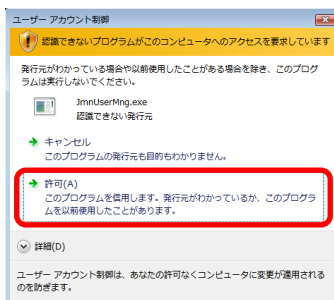 ユーザー アカウント制御
認識できないプログラムがこのコンピュータへのアクセスを要求しています
発行元がわかっている場合や以前使用したことがある場合を除き、このプログ
ラムは実行しないでください。
JmnUserMng.exe
認識できない発行元
キャンセル
このプログラムの発行元も目的もわかりません。
許可(A)
このプログラムを信用します。発行元がわかっているか、このプログラ
ムを以前使用したことがあります。
詳細(D)
ユーザー アカウント制御は、あなたの許可なくコンピュータに変更が適用される
のを防ぎます。